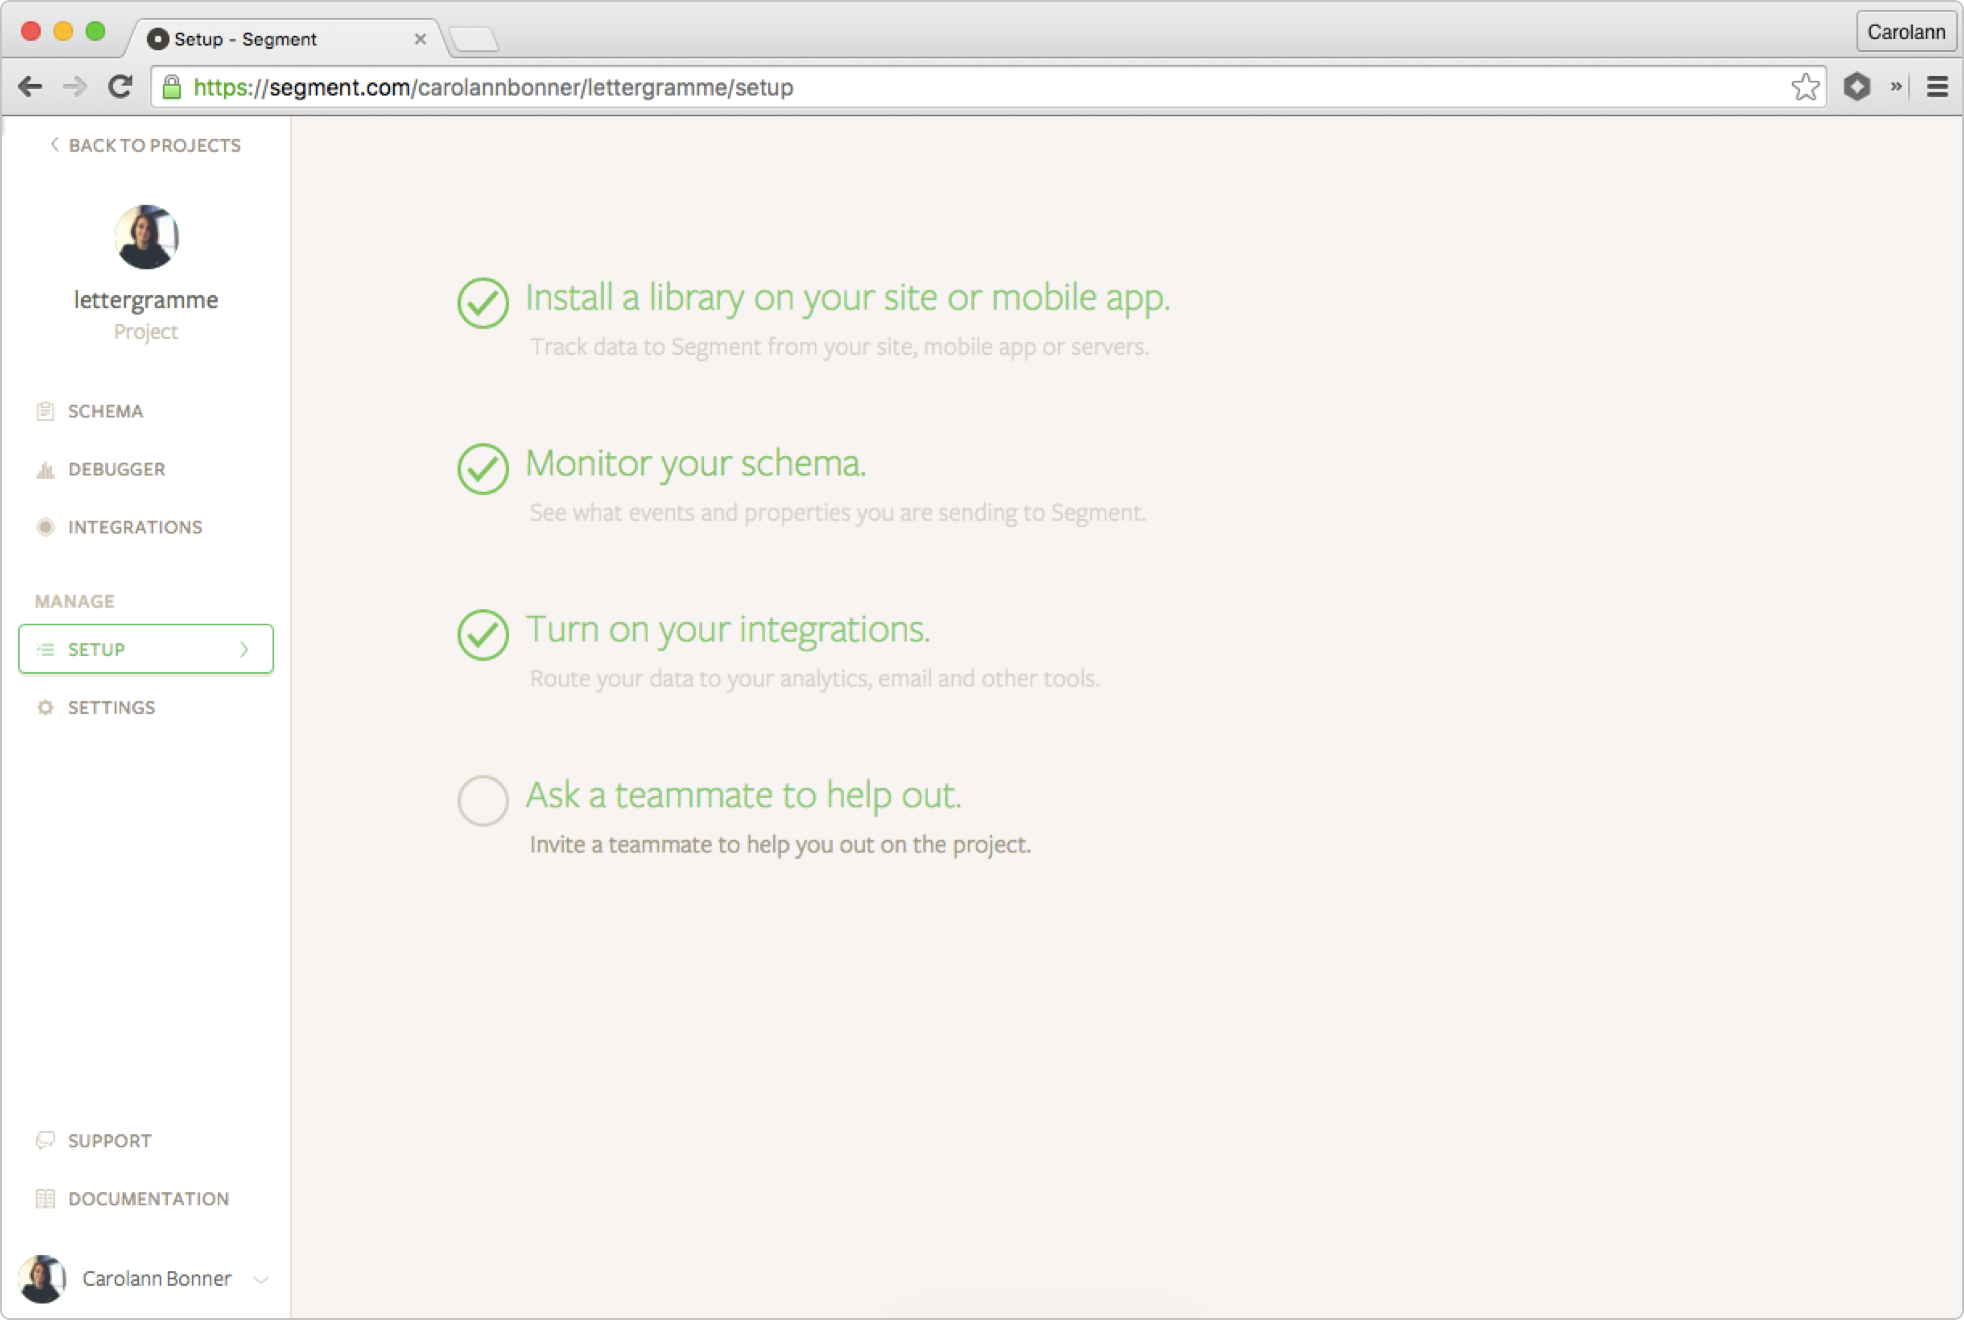 Setup - Segment
Carolann
https://segment.com/carolannbonner/lettergramme/setup
BACK TO PROJECTS
lettergramme
Project
SCHEMA
DEBUGGER
INTEGRATIONS
MANAGE
SETUP
SETTINGS
SUPPORT
DOCUMENTATION
Carolann Bonner
Install a library on your site or mobile app.
Track data to Segment from your site, mobile app or servers.
Monitor your schema.
See what events and properties you are sending to Segment.
Turn on your integrations.
Route your data to your analytics, email and other tools.
Ask a teammate to help out.
Invite a teammate to help you out on the project.